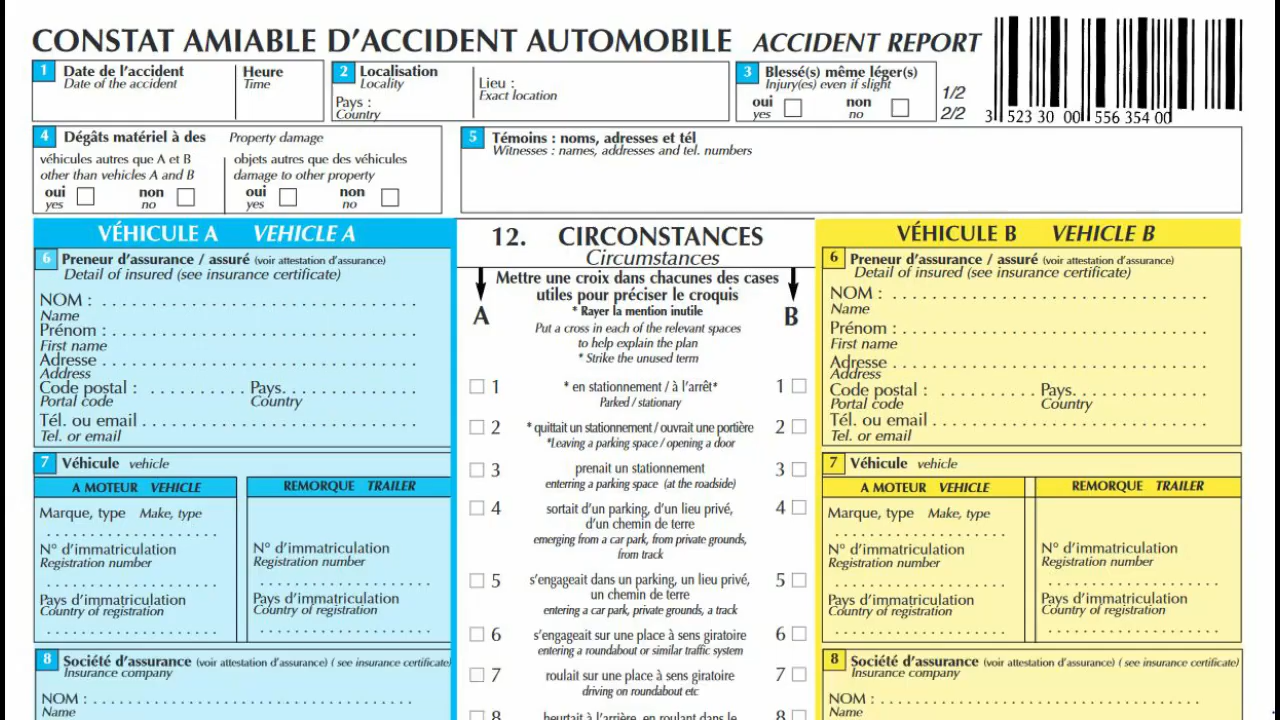 CONSTAT AMIABLE D'ACCIDENT AUTOMOBILE ACCIDENT REPORT
1 Date de l'accident
Date of the accident
Heure
Time
2 Localisation
Locality
Pays :
Country
Lieu :
Exact location
3 Blessé(s) même léger(s)
Injury(es) even if slight
oui
yes
non
no
1/2
2/2
3 523 30 00 556 354 00
4 Dégâts matériel à des Property damage
véhicules autres que A et B
other than vehicles A and B
oui
yes
non
no
objets autres que des véhicules
damage to other property
oui
yes
non
no
5 Témoins : noms, adresses et tél
Witnesses : names, addresses and tel. numbers
VÉHICULE A VEHICLE A
6 Preneur d'assurance / assuré (voir attestation d'assurance)
Detail of insured (see insurance certificate)
NOM :
Name
Prénom :
First name
Adresse
Address
Code postal : Pays.
Portal code Country
Tél. ou email
Tel. or email
7 Véhicule vehicle
A MOTEUR VEHICLE
Marque, type Make, type
N° d'immatriculation
Registration number
Pays d'immatriculation
Country of registration
REMORQUE TRAILER
N° d'immatriculation
Registration number
Pays d'immatriculation
Country of registration
8 Société d'assurance (voir attestation d'assurance) ( see insurance certificate)
Insurance company
NOM :
Name
12. CIRCONSTANCES
Circumstances
Mettre une croix dans chacunes des cases
utiles pour préciser le croquis
A * Rayer la mention inutile B
Put a cross in each of the relevant spaces
to help explain the plan
* Strike the unused term
1 * en stationnement / à l'arrêt* 1
Parked / stationary
2 * quittait un stationnement / ouvrait une portière 2
*Leaving a parking space / opening a door
3 prenait un stationnement 3
enterring a parking space (at the roadside)
4 sortait d'un parking, d'un lieu privé, 4
d'un chemin de terre
emerging from a car park, from private grounds,
from track
5 s'engageait dans un parking, un lieu privé, 5
un chemin de terre
entering a car park, private grounds, a track
6 s'engageait sur une place à sens giratoire 6
entering a roundabout or similar traffic system
7 roulait sur une place à sens giratoire 7
driving on roundabout etc
8 heurtait à l'arrière, en roulant dans le 8
VÉHICULE B VEHICLE B
6 Preneur d'assurance / assuré (voir attestation d'assurance)
Detail of insured (see insurance certificate)
NOM :
Name
Prénom :
First name
Adresse
Address
Code postal : Pays.
Portal code Country
Tél. ou email
Tel. or email
7 Véhicule vehicle
A MOTEUR VEHICLE
Marque, type Make, type
N° d'immatriculation
Registration number
Pays d'immatriculation
Country of registration
REMORQUE TRAILER
N° d'immatriculation
Registration number
Pays d'immatriculation
Country of registration
8 Société d'assurance (voir attestation d'assurance) ( see insurance certificate)
Insurance company
NOM :
Name